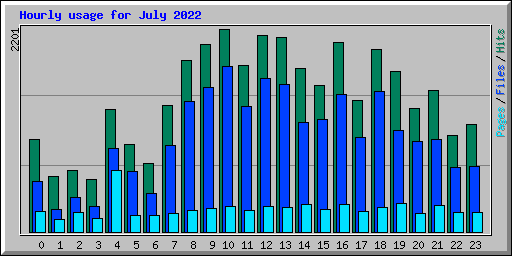 Hourly usage for July 2022
2201
Pages / Files / Hits
0 1 2 3 4 5 6 7 8 9 10 11 12 13 14 15 16 17 18 19 20 21 22 23